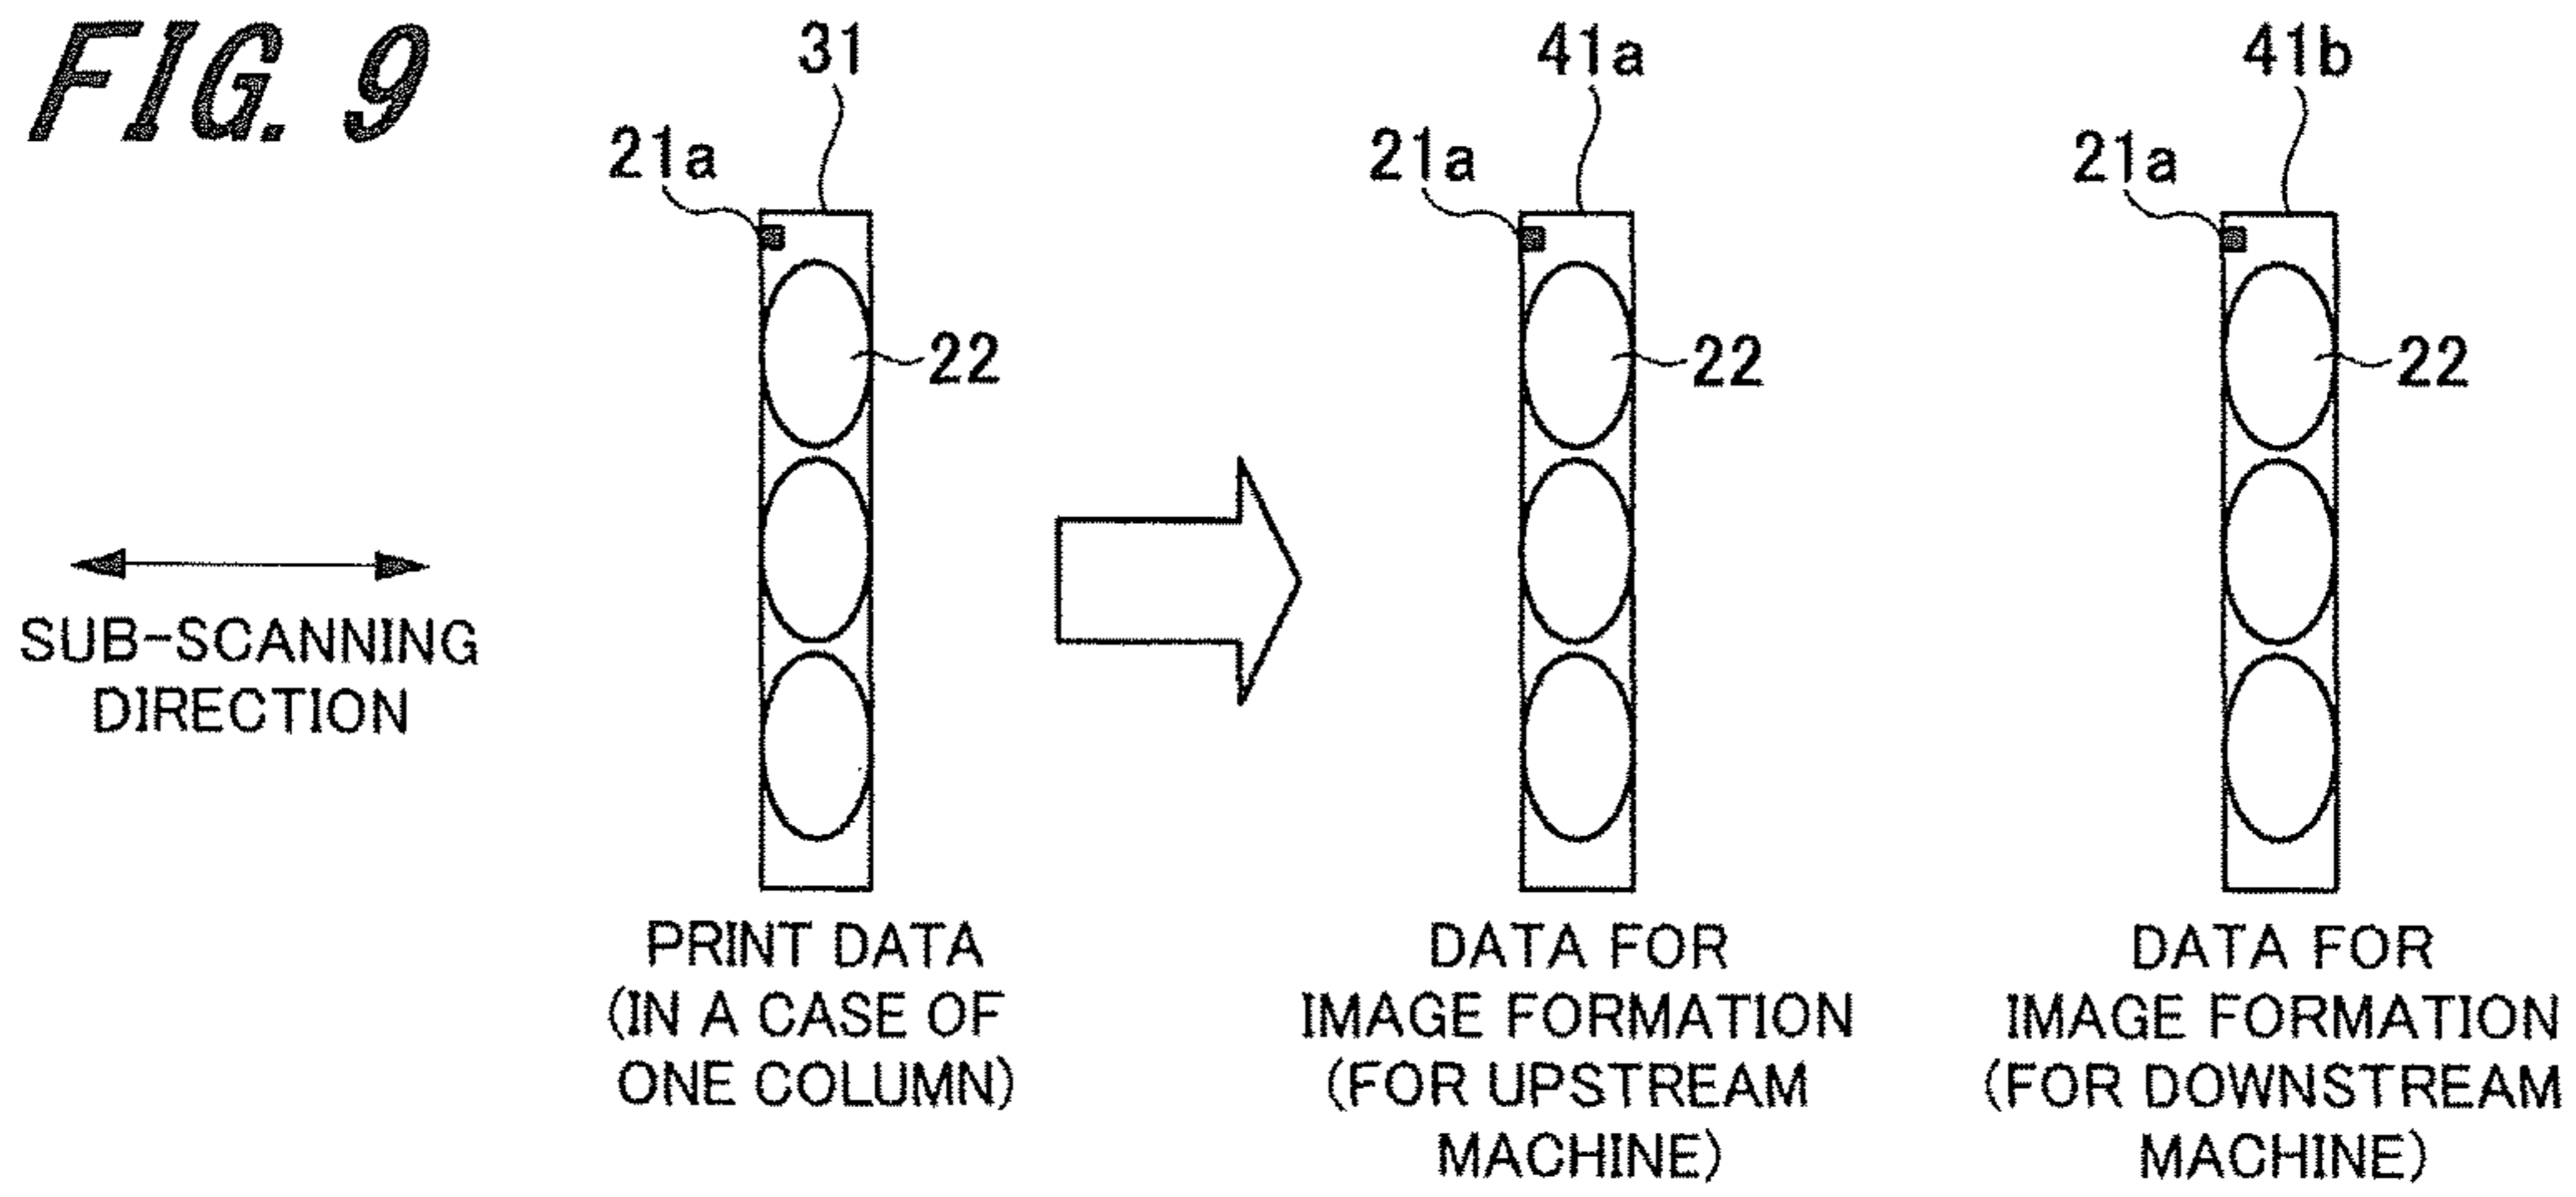 FIG. 9
31
21a
22
41a
21a
22
41b
21a
22
SUB-SCANNING
DIRECTION
PRINT DATA
(IN A CASE OF
ONE COLUMN)
DATA FOR
IMAGE FORMATION
(FOR UPSTREAM
MACHINE)
DATA FOR
IMAGE FORMATION
(FOR DOWNSTREAM
MACHINE)